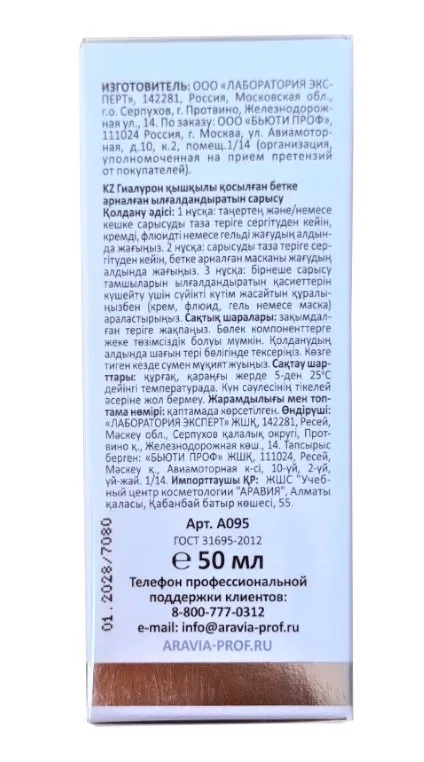 ИЗГОТОВИТЕЛЬ: ООО «ЛАБОРАТОРИЯ ЭКС-
ПЕРТ», 142281, Россия, Московская обл.,
г.о. Серпухов, г. Протвино, Железнодорож-
ная ул., 14. По заказу: ООО «БЬЮТИ ПРОФ»,
111024 Россия, г. Москва, ул. Авиамотор-
ная, д.10, к.2, помещ.1/14 (организация,
уполномоченная на прием претензий
от покупателей).
KZ Гиалурон қышқылы қосылған бетке
арналған ылғалдандыратын сарысу
Қолдану әдісі: 1 нұсқа: таңертең және/немесе
кешке сарысуды таза теріге сергітуден кейін,
кремді, флюидті немесе гельді жағудың алдын-
да жағыңыз. 2 нұсқа: сарысуды таза теріге сер-
гітуден кейін, бетке арналған масканы жағудың
алдында жағыңыз. 3 нұсқа: бірнеше сарысу
тамшыларын ылғалдандыратын қасиеттерін
күшейту үшін сүйікті күтім жасайтын құралы-
ңызбен (крем, флюид, гель немесе маска)
араластырыңыз. Сақтық шаралары: зақымдал-
ған теріге жақпаңыз. Бөлек компоненттерге
жеке төзімсіздік болуы мүмкін. Қолданудың
алдында шағын тері бөлігінде тексеріңіз. Көзге
тиген кезде сумен мұқият жуыңыз. Сақтау шар-
ттары: құрғақ, қараңғы жерде 5-ден 25°С
дейінгі температурада. Күн сәулесінің тікелей
әсеріне жол бермеу. Жарамдылығы мен топ-
тама нөмірі: қаптамада көрсетілген. Өндіруші:
«ЛАБОРАТОРИЯ ЭКСПЕРТ» ЖШҚ, 142281, Ресей,
Мәскеу обл., Серпухов қалалық округі, Прот-
вино қ., Железнодорожная көш., 14. Тапсырыс
берген: «БЬЮТИ ПРОФ» ЖШҚ, 111024, Ресей,
Мәскеу қ., Авиамоторная к-сі, 10-үй, 2-үй,
үй-жай. 1/14. Импорттаушы ҚР: ЖШС "Учеб-
ный центр косметологии "АРАВИЯ", Алматы
қаласы, Қабанбай батыр көшесі, 55.
Арт. А095
ГОСТ 31695-2012
℮ 50 мл
Телефон профессиональной
поддержки клиентов:
8-800-777-0312
e-mail: info@aravia-prof.ru
ARAVIA-PROF.RU
01.2028/7080